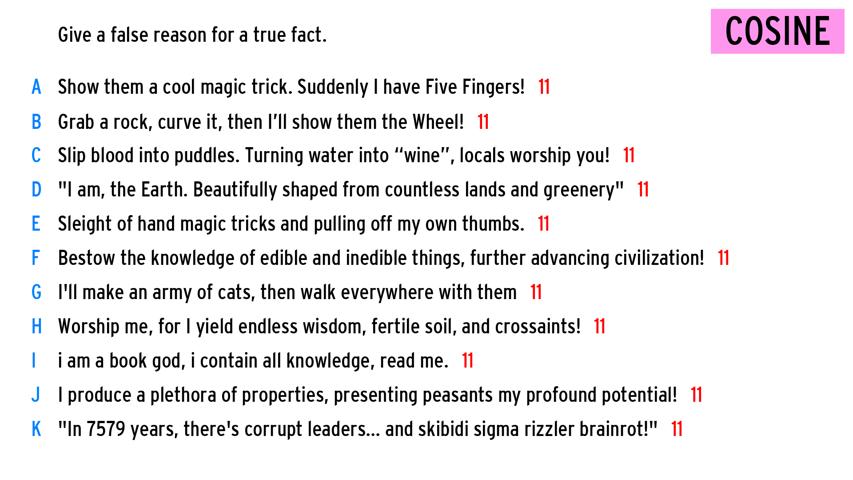 Give a false reason for a true fact.
COSINE
A Show them a cool magic trick. Suddenly I have Five Fingers! 11
B Grab a rock, curve it, then I’ll show them the Wheel! 11
C Slip blood into puddles. Turning water into “wine”, locals worship you! 11
D "I am, the Earth. Beautifully shaped from countless lands and greenery" 11
E Sleight of hand magic tricks and pulling off my own thumbs. 11
F Bestow the knowledge of edible and inedible things, further advancing civilization! 11
G I'll make an army of cats, then walk everywhere with them 11
H Worship me, for I yield endless wisdom, fertile soil, and crossaints! 11
I i am a book god, i contain all knowledge, read me. 11
J I produce a plethora of properties, presenting peasants my profound potential! 11
K "In 7579 years, there's corrupt leaders... and skibidi sigma rizzler brainrot!" 11